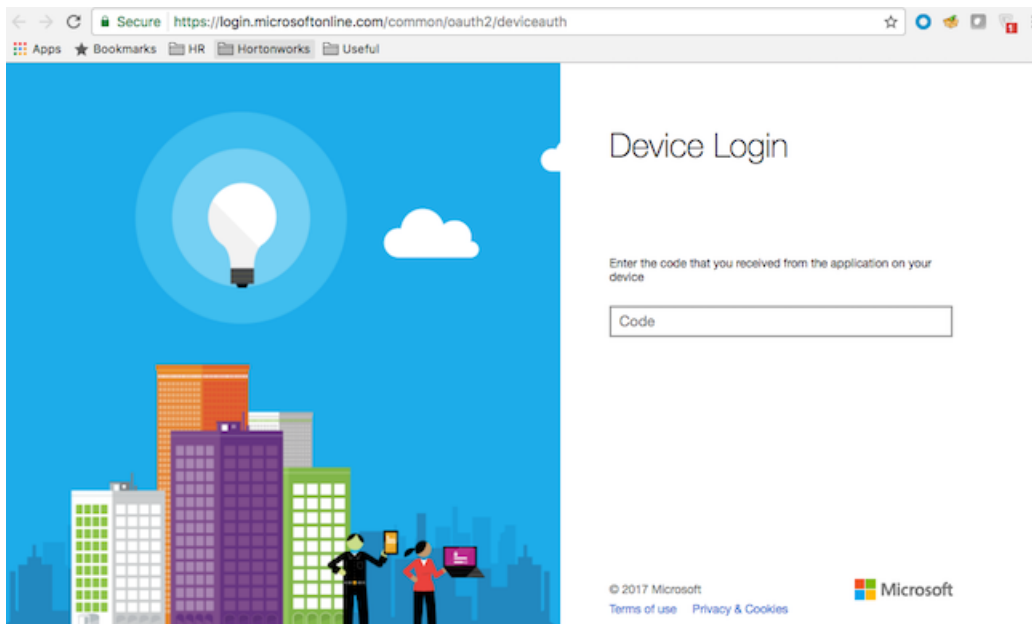 Secure https://login.microsoftonline.com/common/oauth2/deviceauth
Apps Bookmarks HR Hortonworks Useful
Device Login
Enter the code that you received from the application on your
device
Code
© 2017 Microsoft
Microsoft
Terms of use Privacy & Cookies